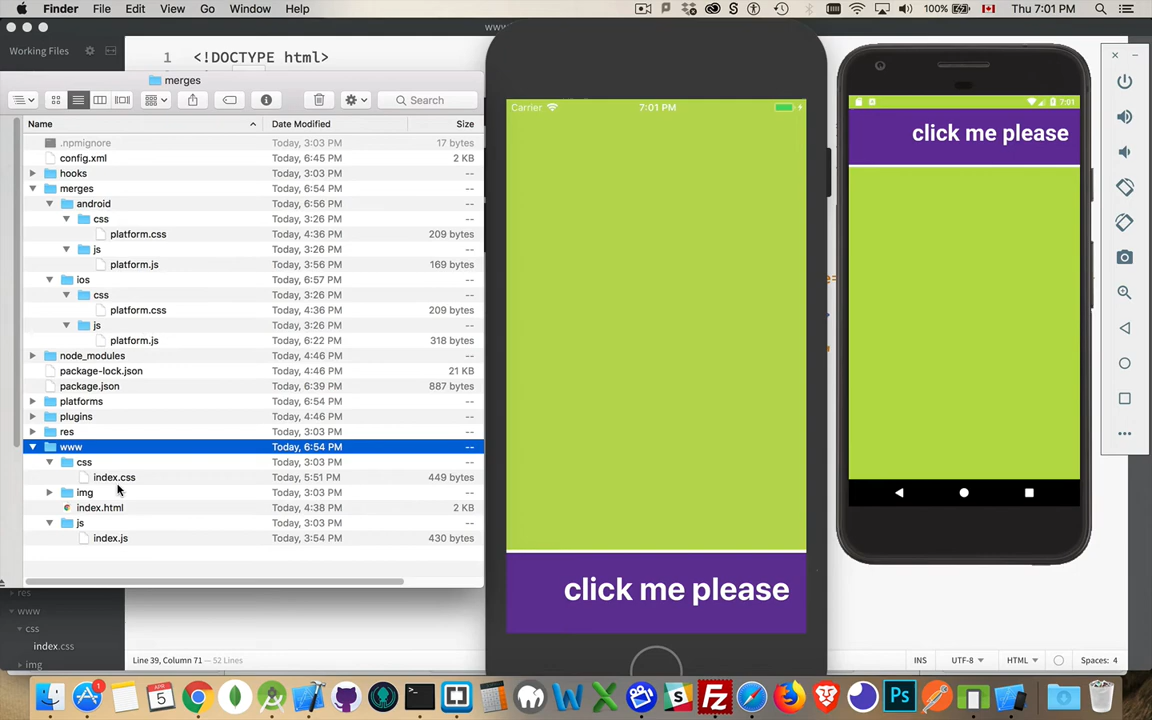 Finder File Edit View Go Window Help
100% Thu 7:01 PM
Working Files
www
1 <!DOCTYPE html>
merges
Search
Name Date Modified Size
.npmignore Today, 3:03 PM 17 bytes
config.xml Today, 6:45 PM 2 KB
hooks Today, 3:03 PM --
merges Today, 6:54 PM --
android Today, 6:56 PM --
css Today, 3:26 PM --
platform.css Today, 4:36 PM 209 bytes
js Today, 3:26 PM --
platform.js Today, 3:56 PM 169 bytes
ios Today, 6:57 PM --
css Today, 3:26 PM --
platform.css Today, 4:36 PM 209 bytes
js Today, 3:26 PM --
platform.js Today, 6:22 PM 318 bytes
node_modules Today, 4:46 PM --
package-lock.json Today, 4:46 PM 21 KB
package.json Today, 6:39 PM 887 bytes
platforms Today, 6:54 PM --
plugins Today, 4:46 PM --
res Today, 3:03 PM --
www Today, 6:54 PM --
css Today, 3:03 PM --
index.css Today, 5:51 PM 449 bytes
img Today, 3:03 PM --
index.html Today, 4:38 PM 2 KB
js Today, 3:03 PM --
index.js Today, 3:54 PM 430 bytes
res
www
css
index.css
img
Carrier 7:01 PM
click me please
7:01
click me please
Line 39, Column 71 — 52 Lines
INS UTF-8 HTML Spaces: 4
1
APR
5
W
X
S
Fz
Ps